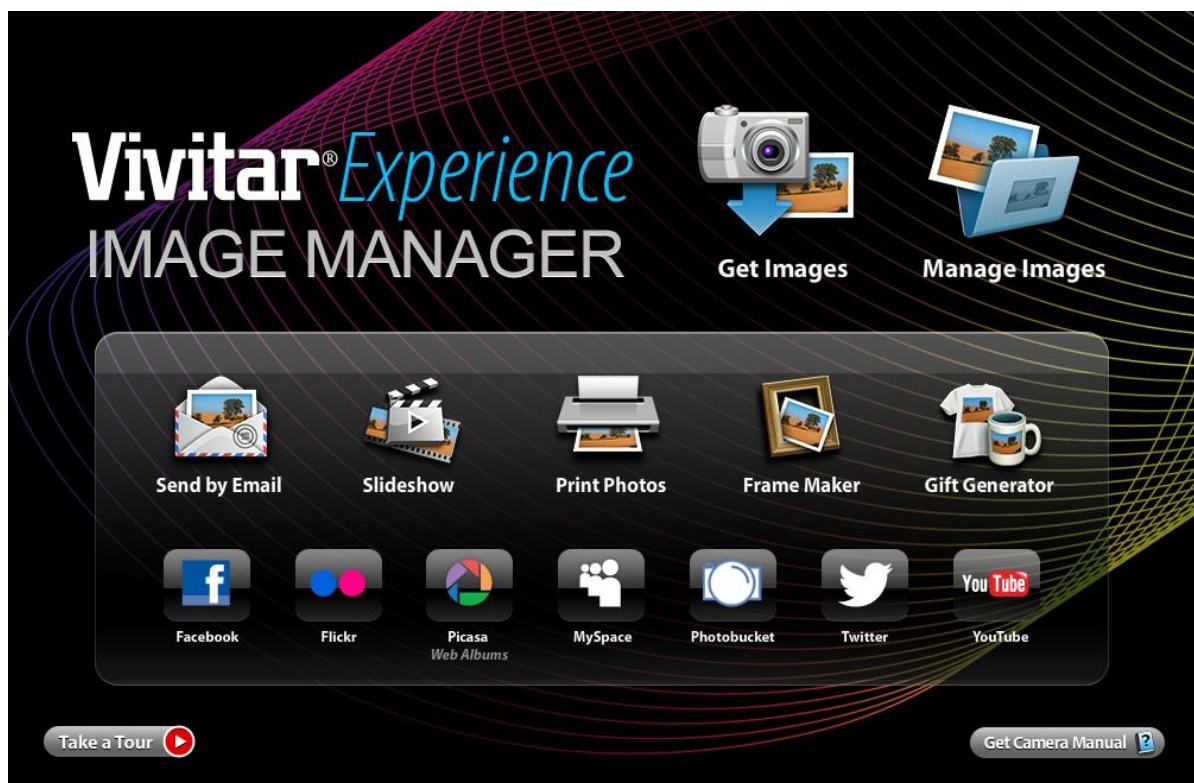 Vivitar® Experience
IMAGE MANAGER
Get Images
Manage Images
Send by Email
Slideshow
Print Photos
Frame Maker
Gift Generator
f
You Tube
Facebook
Flickr
Picasa
Web Albums
MySpace
Photobucket
Twitter
YouTube
Take a Tour
Get Camera Manual ?